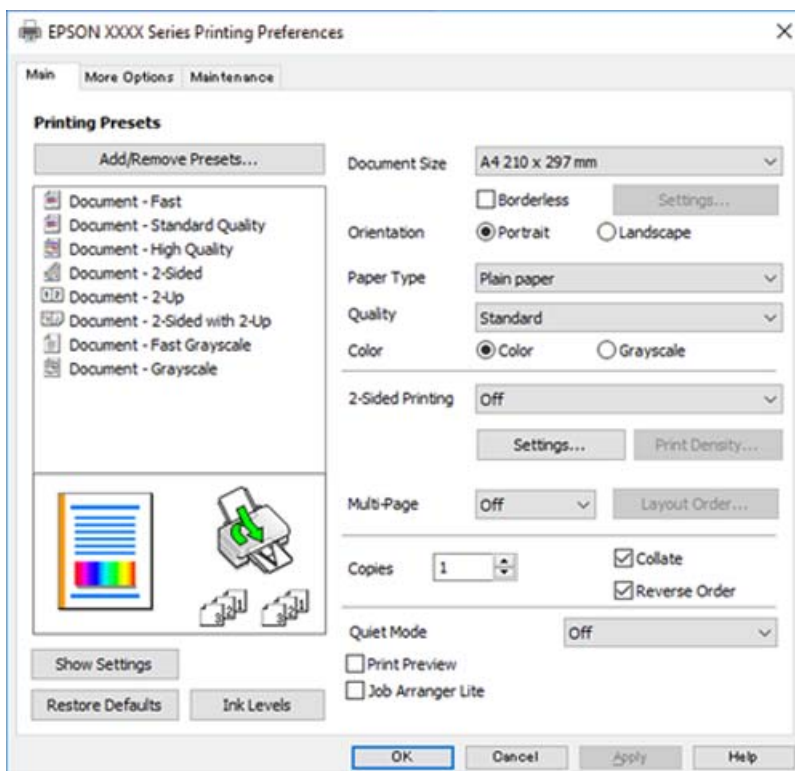 EPSON XXXX Series Printing Preferences
Main More Options Maintenance
Printing Presets
Add/Remove Presets...
Document - Fast
Document - Standard Quality
Document - High Quality
Document - 2-Sided
Document - 2-Up
Document - 2-Sided with 2-Up
Document - Fast Grayscale
Document - Grayscale
Show Settings
Restore Defaults Ink Levels
Document Size A4 210 x 297 mm
Borderless Settings...
Orientation Portrait Landscape
Paper Type Plain paper
Quality Standard
Color Color Grayscale
2-Sided Printing Off
Settings... Print Density...
Multi-Page Off Layout Order...
Copies 1 Collate
Reverse Order
Quiet Mode Off
Print Preview
Job Arranger Lite
OK Cancel Apply Help